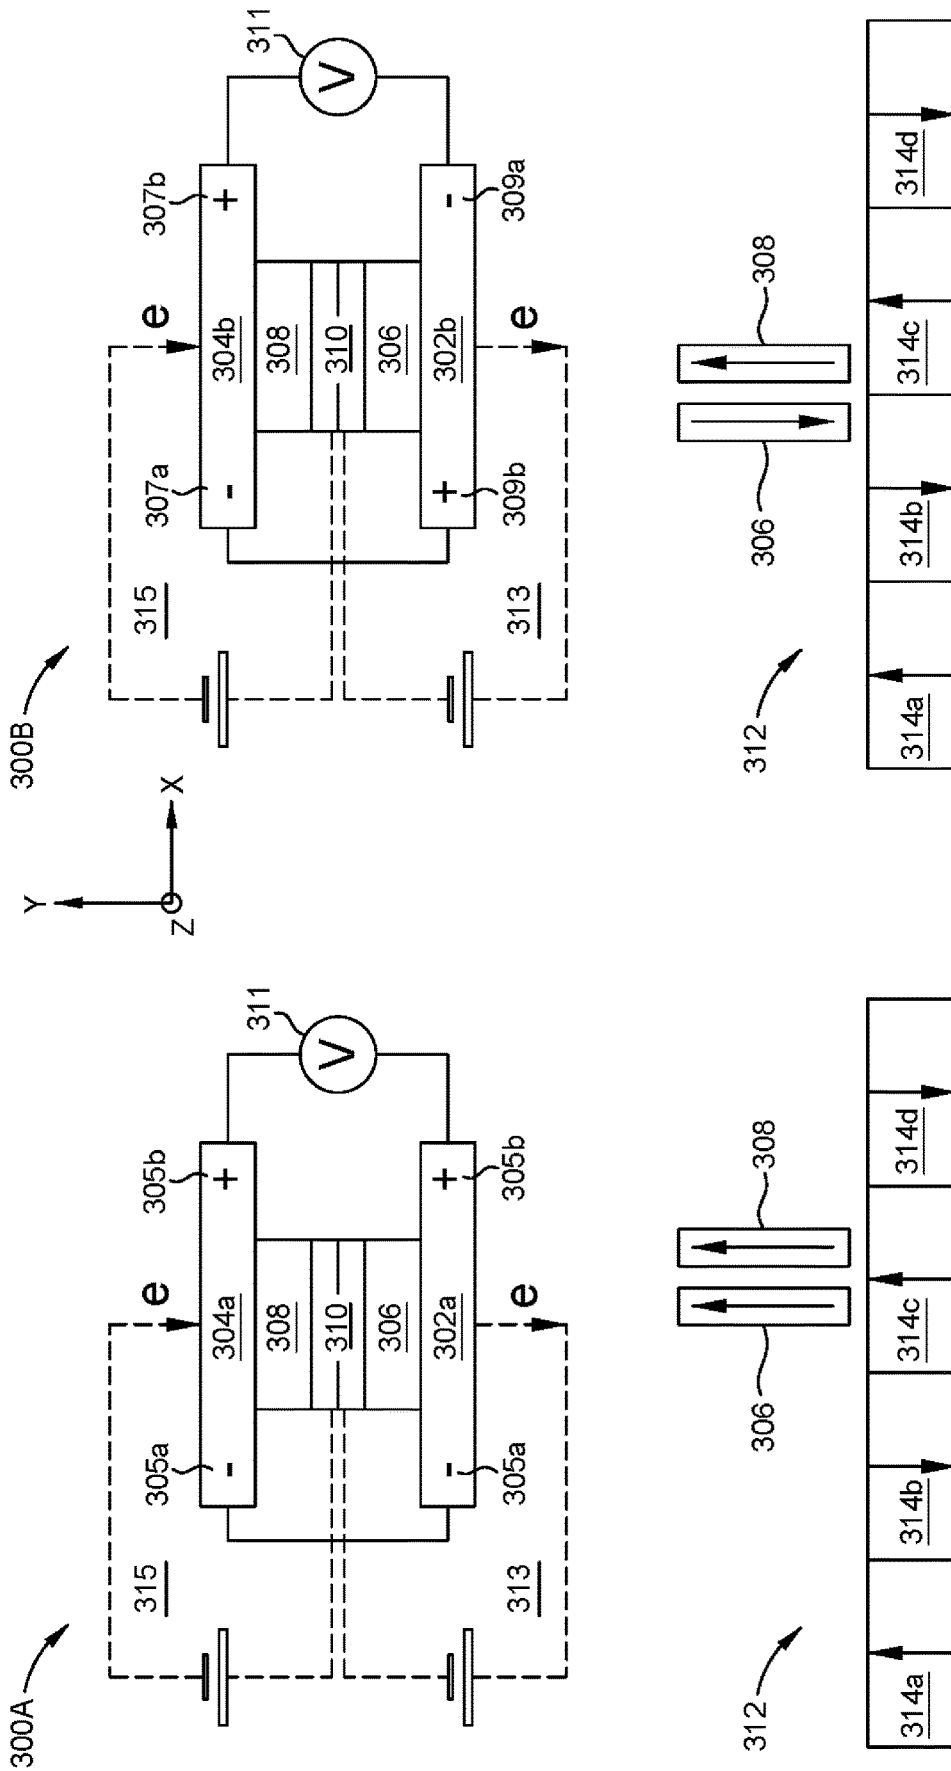 300A
315
305a
-
304a
+
305b
e
308
310
306
311
V
302a
-
305a
+
305b
e
313
312
306
308
314a
314b
314c
314d
Y
X
Z
300B
315
307a
-
304b
+
307b
e
308
310
306
311
V
302b
+
309b
-
309a
e
313
312
306
308
314a
314b
314c
314d